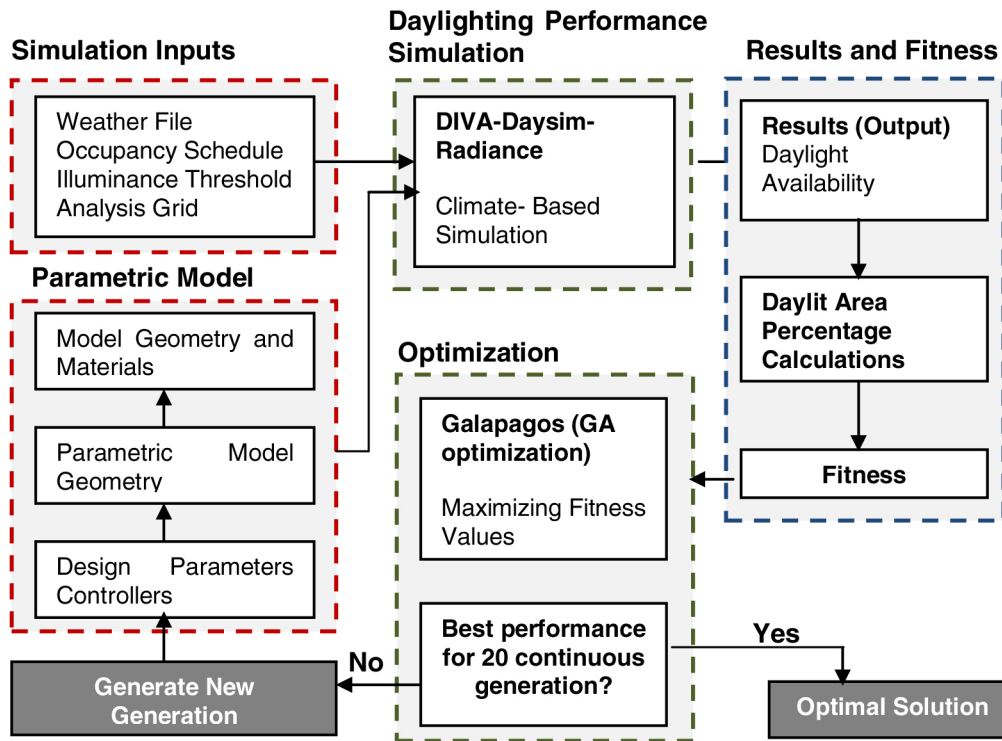 Simulation Inputs
Weather File
Occupancy Schedule
Illuminance Threshold
Analysis Grid
Parametric Model
Model Geometry and
Materials
Parametric Model
Geometry
Design Parameters
Controllers
Generate New
Generation
Daylighting Performance
Simulation
DIVA-Daysim-
Radiance
Climate- Based
Simulation
Optimization
Galapagos (GA
optimization)
Maximizing Fitness
Values
Best performance
for 20 continuous
generation?
No
Yes
Results and Fitness
Results (Output)
Daylight
Availability
Daylit Area
Percentage
Calculations
Fitness
Optimal Solution